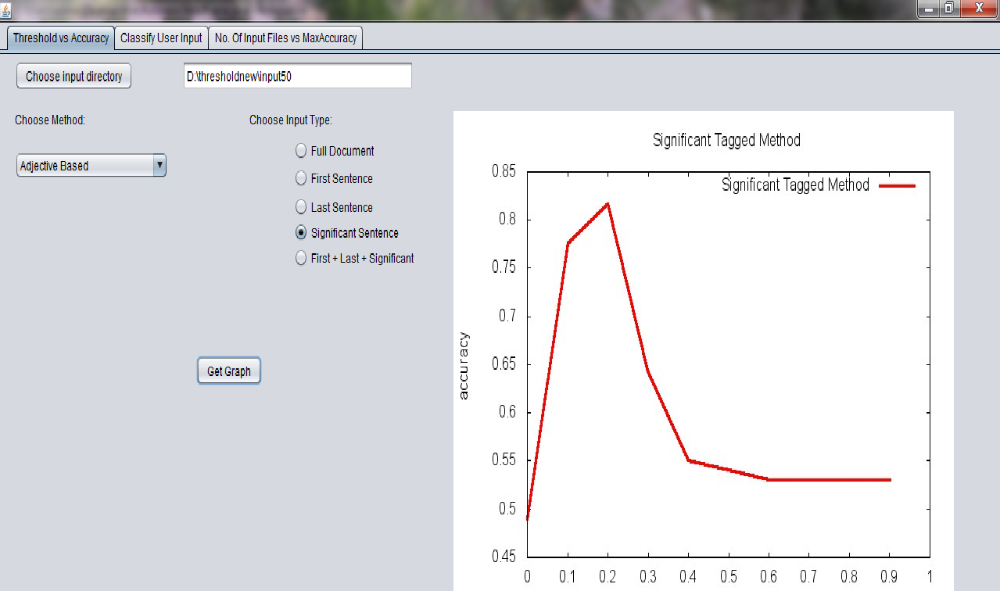 Threshold vs Accuracy
Classify User Input
No. Of Input Files vs MaxAccuracy
Choose input directory
D:\thresholdnew\input50
Choose Method:
Adjective Based
Choose Input Type:
Full Document
First Sentence
Last Sentence
Significant Sentence
First + Last + Significant
Get Graph
Significant Tagged Method
Significant Tagged Method
accuracy
0.85
0.8
0.75
0.7
0.65
0.6
0.55
0.5
0.45
0 0.1 0.2 0.3 0.4 0.5 0.6 0.7 0.8 0.9 1